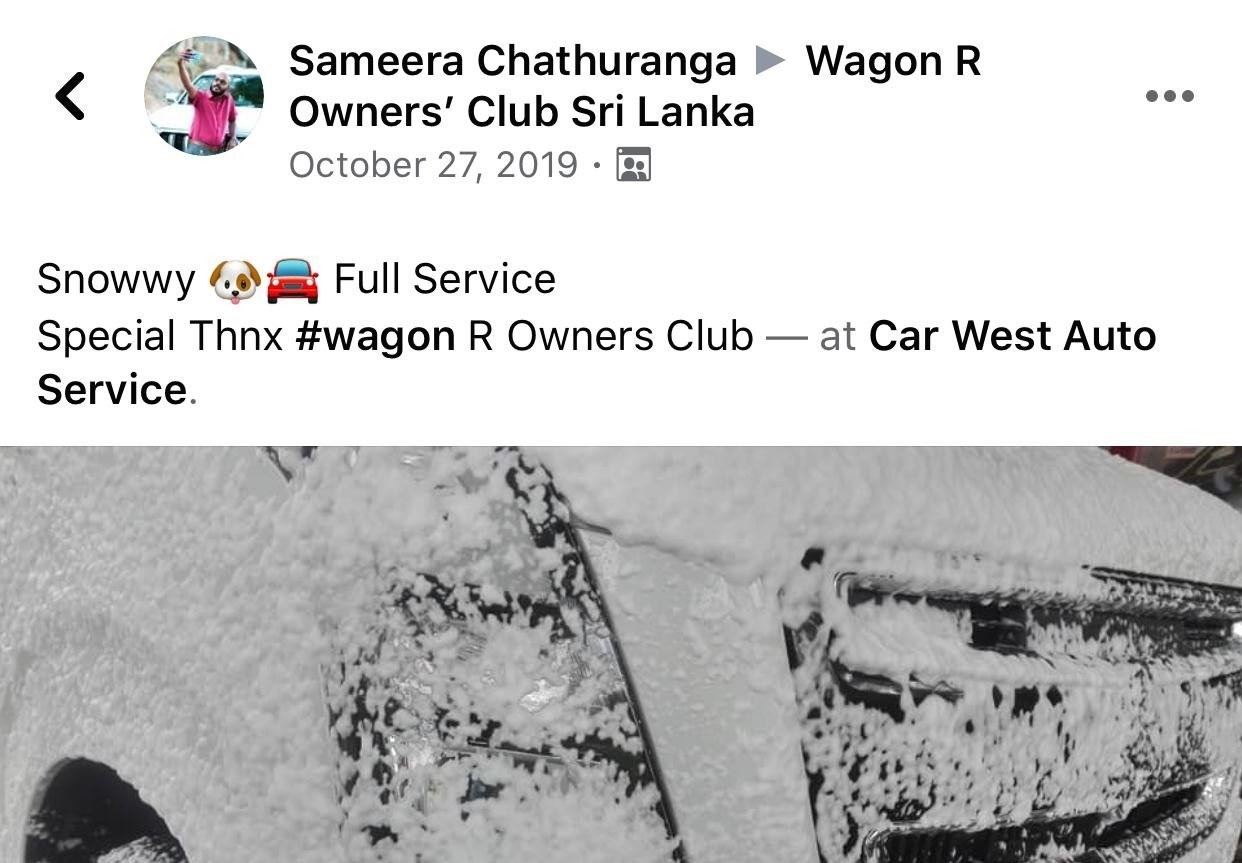 Sameera Chathuranga ▶ Wagon R
Owners’ Club Sri Lanka
October 27, 2019 ·
Snowwy 🐶🚘 Full Service
Special Thnx #wagon R Owners Club — at Car West Auto
Service.